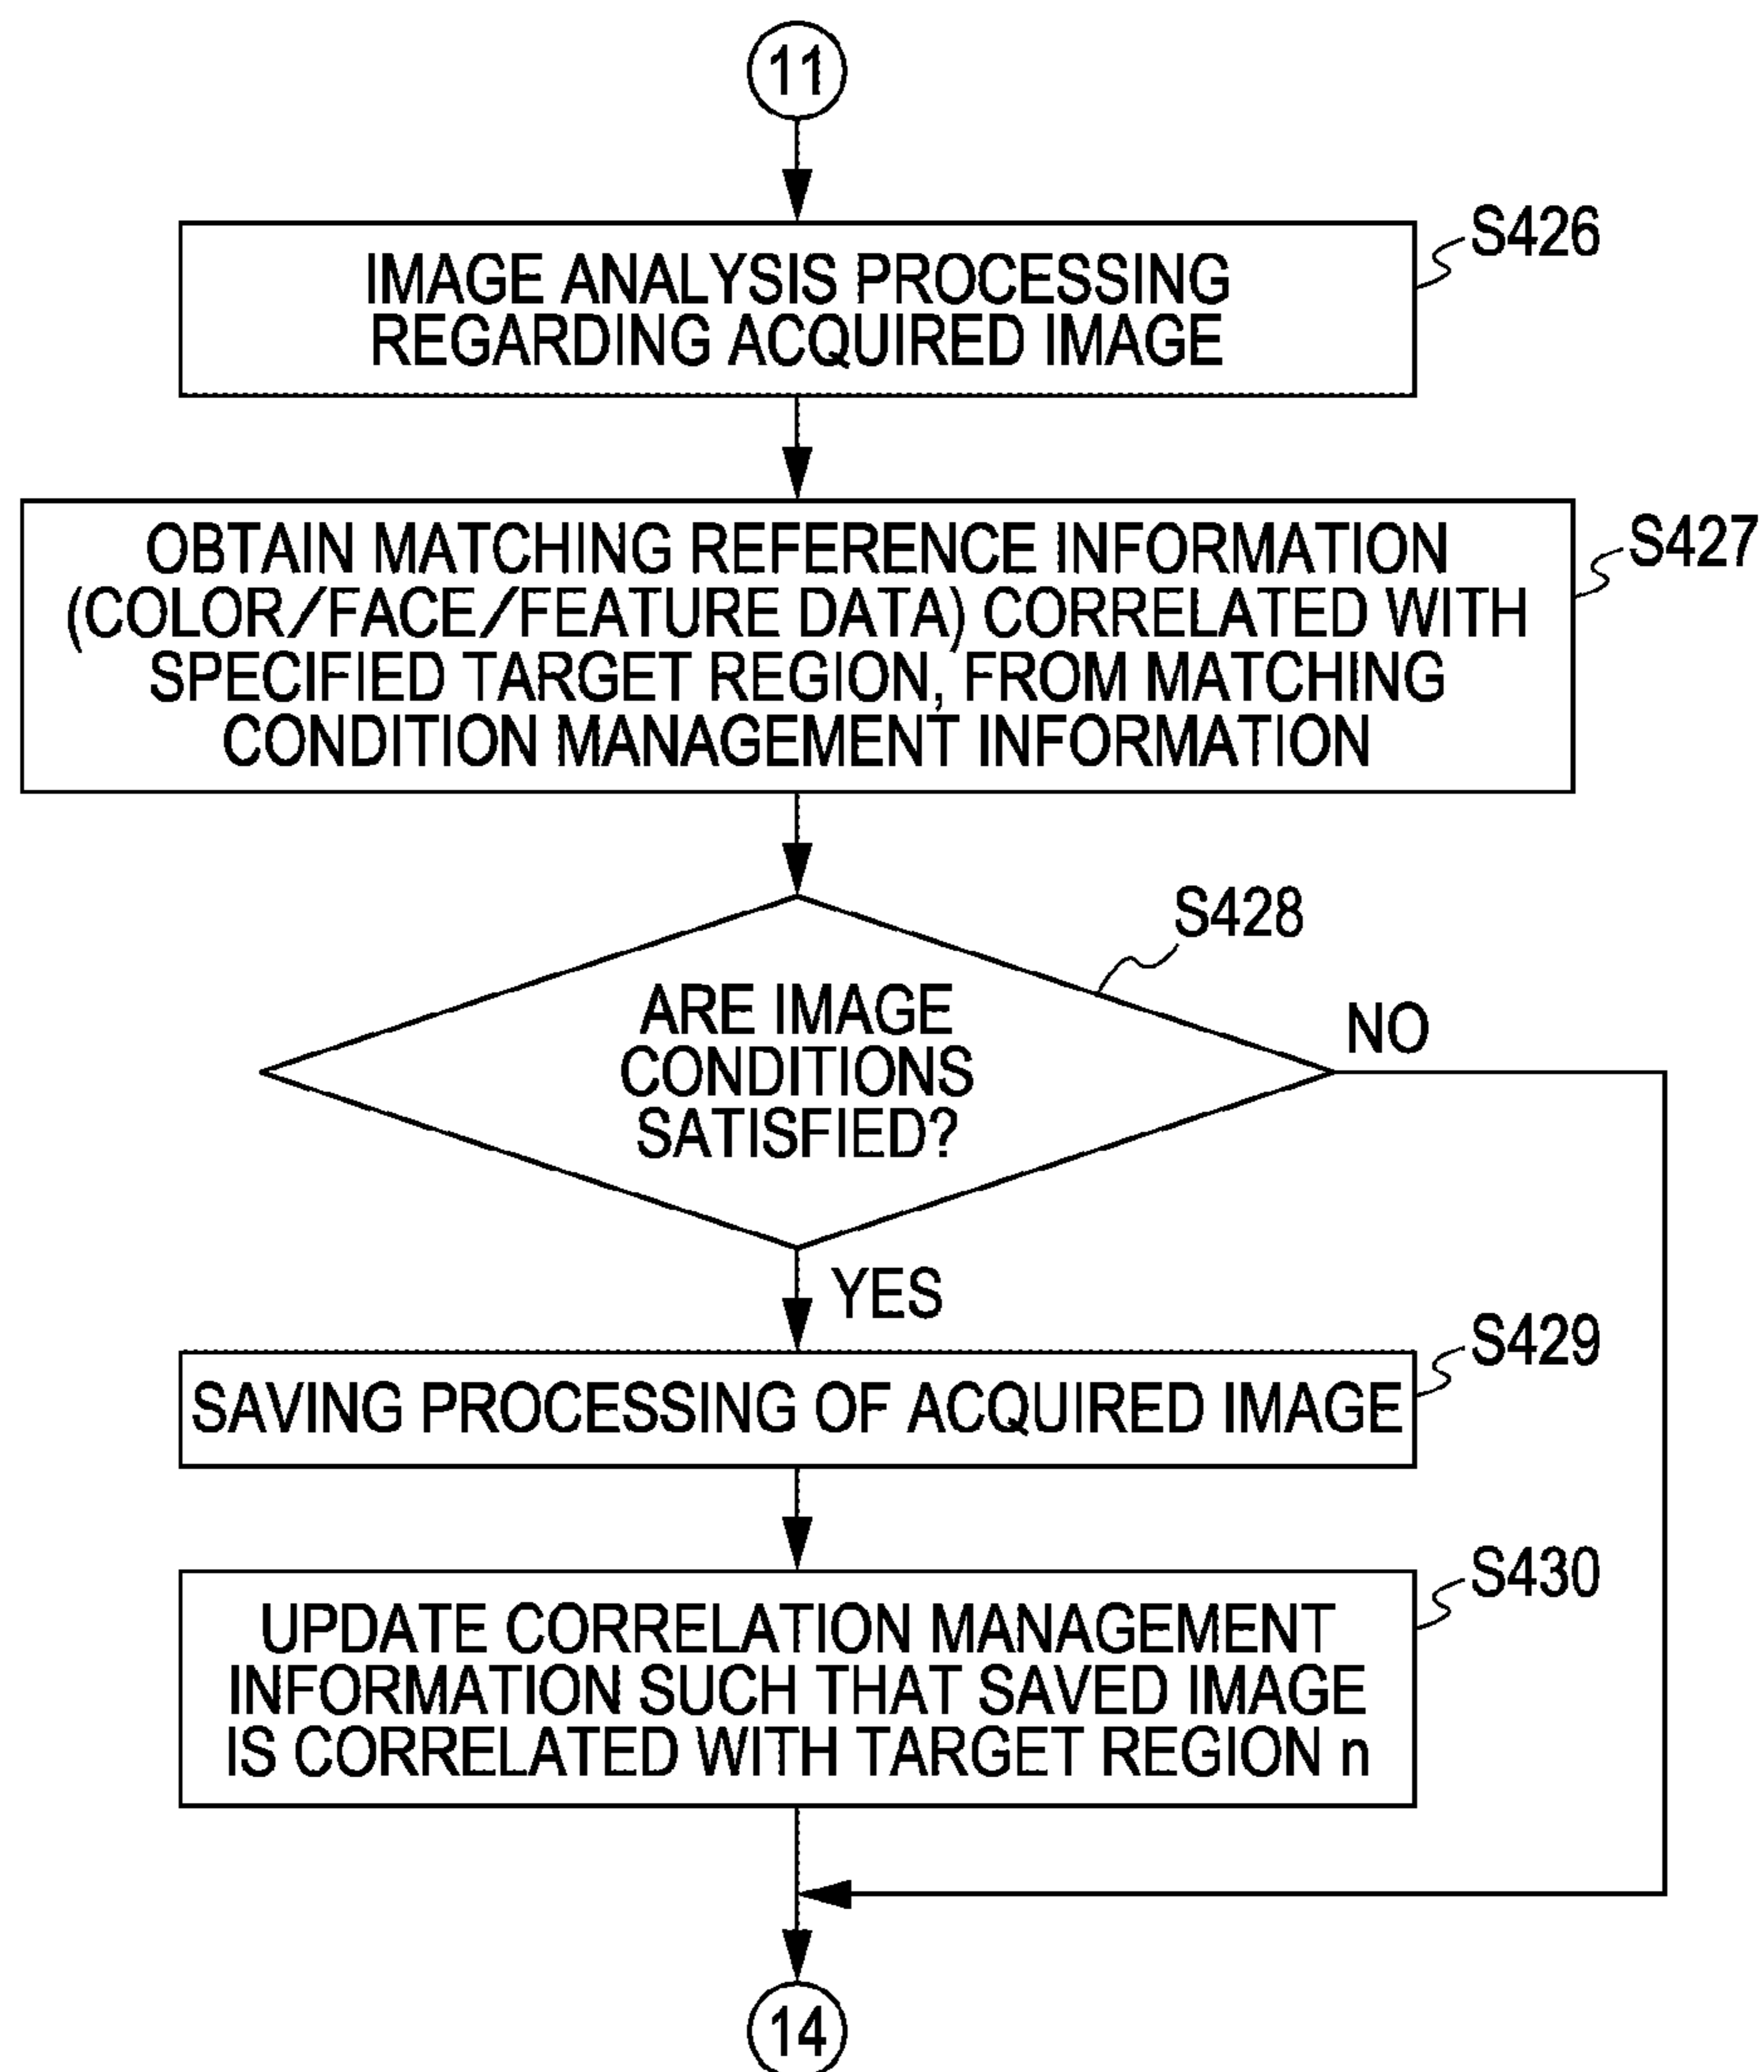 11
S426
IMAGE ANALYSIS PROCESSING
REGARDING ACQUIRED IMAGE
S427
OBTAIN MATCHING REFERENCE INFORMATION
(COLOR/FACE/FEATURE DATA) CORRELATED WITH
SPECIFIED TARGET REGION, FROM MATCHING
CONDITION MANAGEMENT INFORMATION
S428
ARE IMAGE
CONDITIONS
SATISFIED?
NO
YES
S429
SAVING PROCESSING OF ACQUIRED IMAGE
S430
UPDATE CORRELATION MANAGEMENT
INFORMATION SUCH THAT SAVED IMAGE
IS CORRELATED WITH TARGET REGION n
14